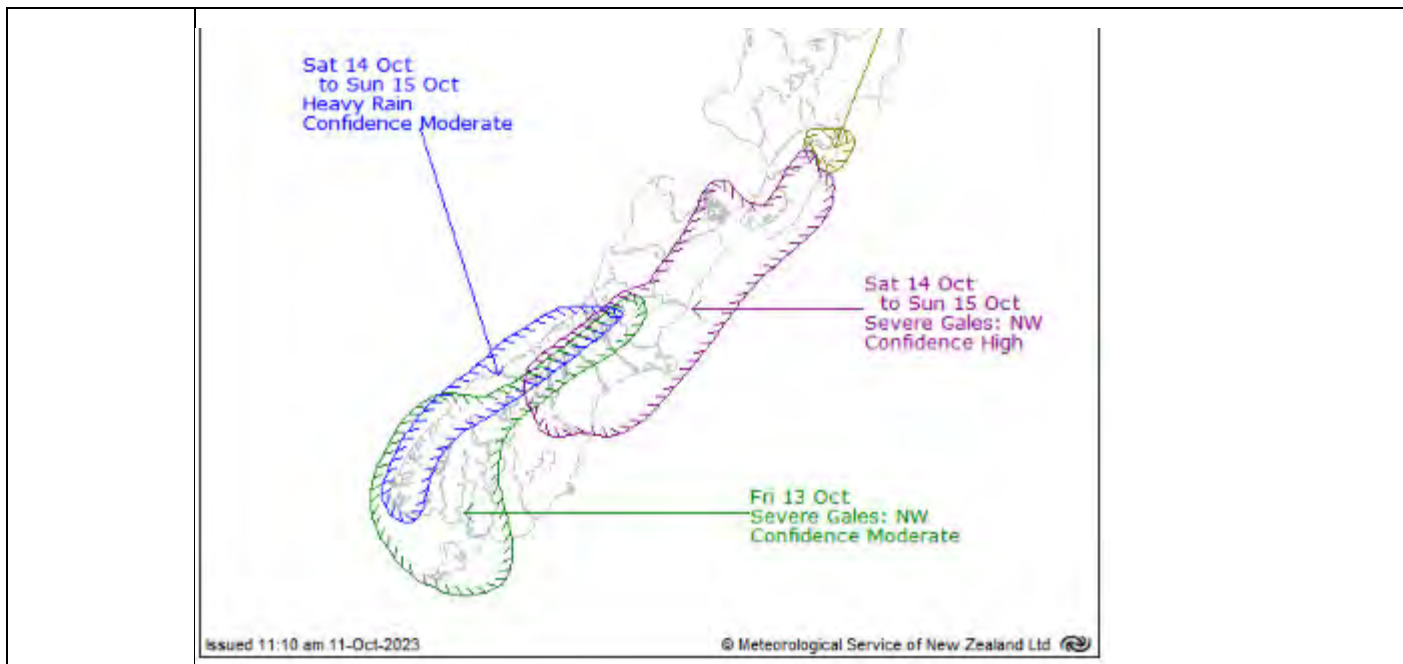 Sat 14 Oct
to Sun 15 Oct
Heavy Rain
Confidence Moderate
Sat 14 Oct
to Sun 15 Oct
Severe Gales: NW
Confidence High
Fri 13 Oct
Severe Gales: NW
Confidence Moderate
Issued 11:10 am 11-Oct-2023
© Meteorological Service of New Zealand Ltd